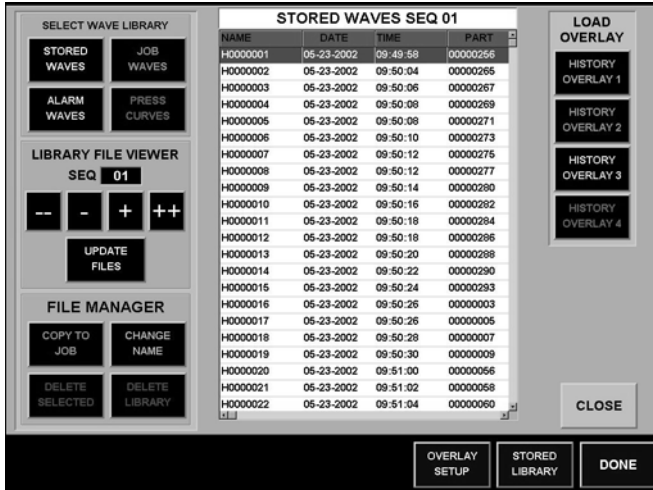 SELECT WAVE LIBRARY
STORED WAVES
JOB WAVES
ALARM WAVES
PRESS CURVES
LIBRARY FILE VIEWER
SEQ 01
-- - + ++
UPDATE FILES
FILE MANAGER
COPY TO JOB
CHANGE NAME
DELETE SELECTED
DELETE LIBRARY
STORED WAVES SEQ 01
NAME DATE TIME PART
H0000001 05-23-2002 09:49:58 00000256
H0000002 05-23-2002 09:50:04 00000265
H0000003 05-23-2002 09:50:06 00000267
H0000004 05-23-2002 09:50:08 00000269
H0000005 05-23-2002 09:50:08 00000271
H0000006 05-23-2002 09:50:10 00000273
H0000007 05-23-2002 09:50:12 00000275
H0000008 05-23-2002 09:50:12 00000277
H0000009 05-23-2002 09:50:14 00000280
H0000010 05-23-2002 09:50:16 00000282
H0000011 05-23-2002 09:50:18 00000284
H0000012 05-23-2002 09:50:18 00000286
H0000013 05-23-2002 09:50:20 00000288
H0000014 05-23-2002 09:50:22 00000290
H0000015 05-23-2002 09:50:24 00000293
H0000016 05-23-2002 09:50:26 00000003
H0000017 05-23-2002 09:50:26 00000005
H0000018 05-23-2002 09:50:28 00000007
H0000019 05-23-2002 09:50:30 00000009
H0000020 05-23-2002 09:51:00 00000056
H0000021 05-23-2002 09:51:02 00000058
H0000022 05-23-2002 09:51:04 00000060
LOAD OVERLAY
HISTORY OVERLAY 1
HISTORY OVERLAY 2
HISTORY OVERLAY 3
HISTORY OVERLAY 4
CLOSE
OVERLAY SETUP
STORED LIBRARY
DONE